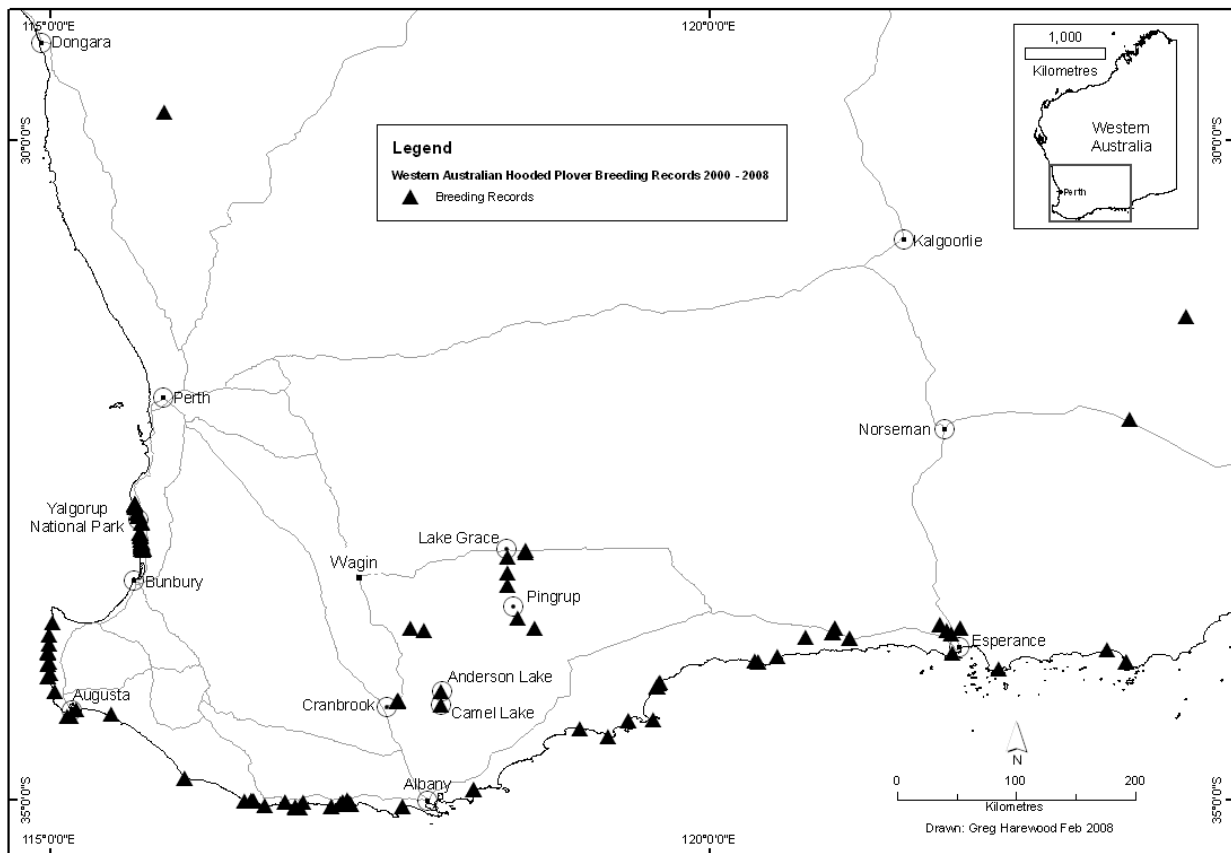 115°0'0"E
120°0'0"E
Dongara
1,000
Kilometres
30°0'0"S
30°0'0"S
Western
Australia
Perth
Legend
Western Australian Hooded Plover Breeding Records 2000 - 2008
Breeding Records
Kalgoorlie
Perth
Norseman
Yalgorup
National Park
Lake Grace
Wagin
Bunbury
Pingrup
Esperance
Anderson Lake
Augusta
Cranbrook
Camel Lake
N
Albany
0 100 200
Kilometres
35°0'0"S
35°0'0"S
Drawn: Greg Harewood Feb 2008
115°0'0"E
120°0'0"E